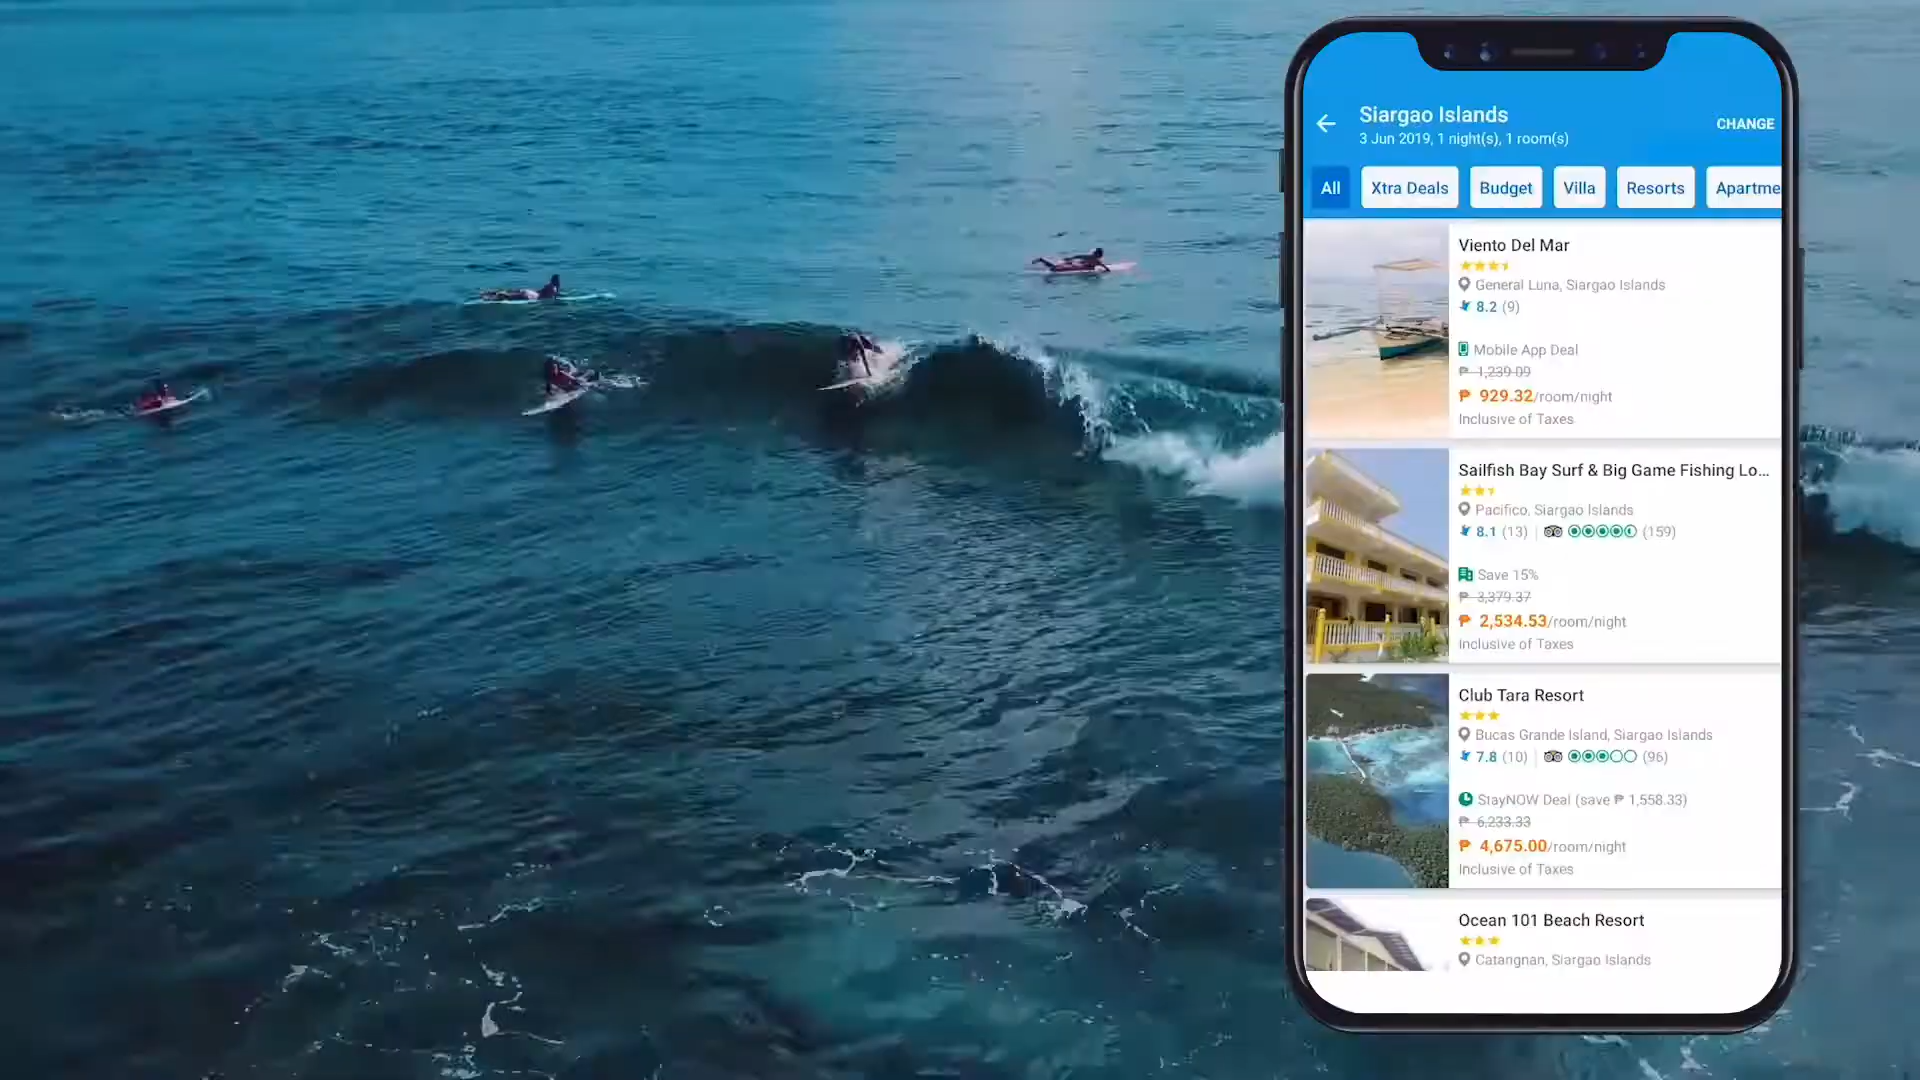 Siargao Islands
3 Jun 2019, 1 night(s), 1 room(s)
CHANGE
All
Xtra Deals
Budget
Villa
Resorts
Apartme
Viento Del Mar
General Luna, Siargao Islands
8.2 (9)
Mobile App Deal
₱ 1,239.09
₱ 929.32/room/night
Inclusive of Taxes
Sailfish Bay Surf & Big Game Fishing Lo...
Pacifico, Siargao Islands
8.1 (13) | (159)
Save 15%
₱ 3,379.37
₱ 2,534.53/room/night
Inclusive of Taxes
Club Tara Resort
Bucas Grande Island, Siargao Islands
7.8 (10) | (96)
StayNOW Deal (save ₱ 1,558.33)
₱ 6,233.33
₱ 4,675.00/room/night
Inclusive of Taxes
Ocean 101 Beach Resort
Catangnan, Siargao Islands